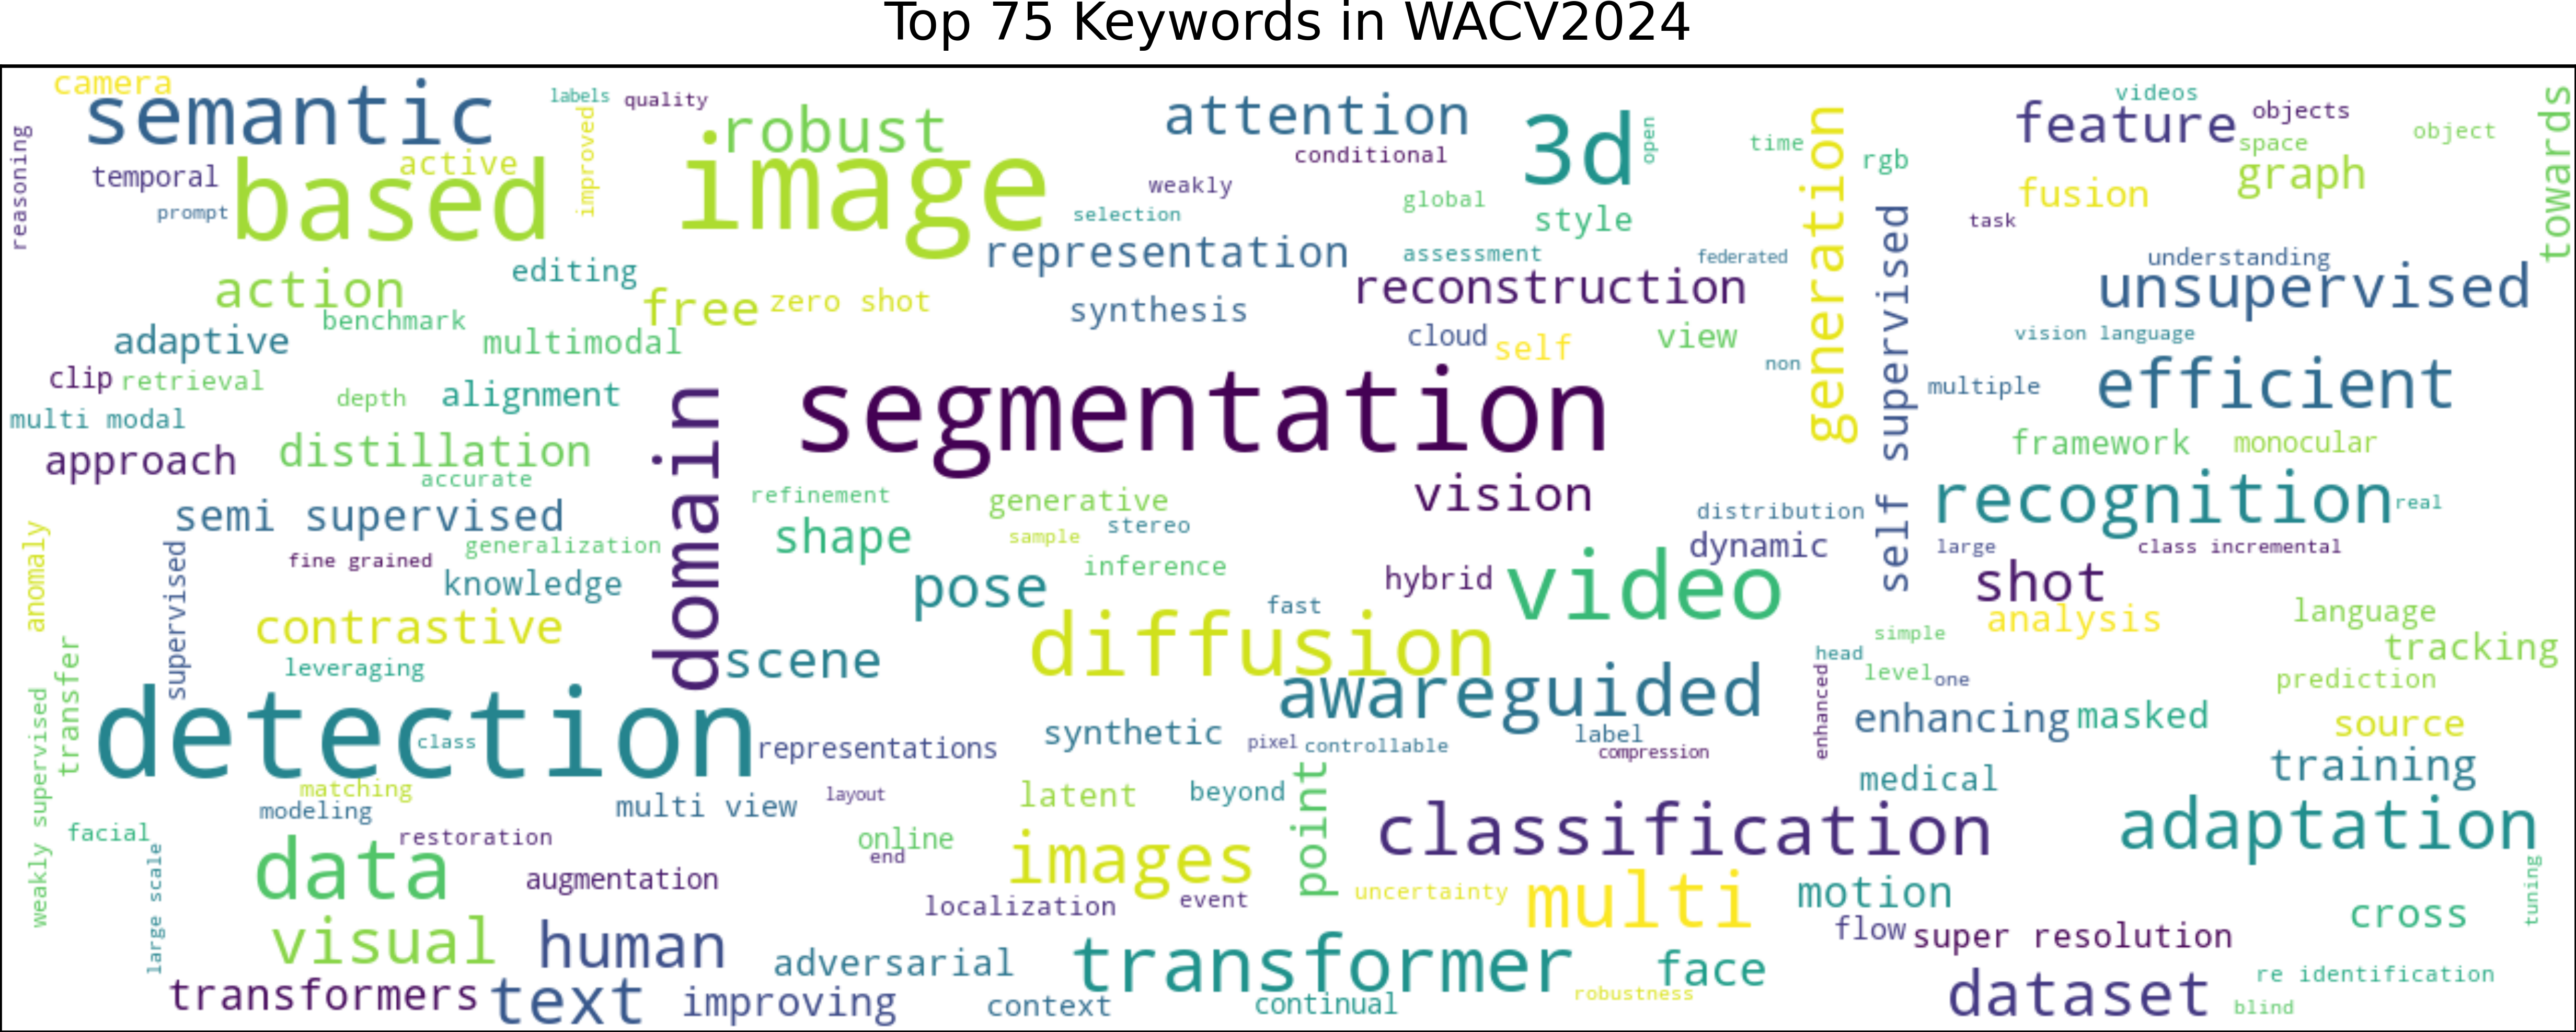 Top 75 Keywords in WACV2024
camera
semantic
labels
quality
robust
attention
3d
open
time
generation
rgb
videos
feature
objects
space
object
towards
reasoning
temporal
active
improved
prompt
based
image
conditional
weakly
selection
global
style
graph
fusion
task
self supervised
representation
assessment
federated
understanding
action
editing
free
zero shot
synthesis
reconstruction
unsupervised
benchmark
adaptive
multimodal
cloud
self
view
vision language
clip
retrieval
depth
alignment
domain
segmentation
non
multiple
efficient
multi modal
approach
distillation
accurate
framework
monocular
semi supervised
refinement
generative
vision
distribution
recognition
real
anomaly
supervised
fine grained
generalization
shape
sample
stereo
dynamic
large
class incremental
knowledge
pose
inference
hybrid
video
shot
contrastive
fast
diffusion
analysis
language
simple
tracking
transfer
leveraging
scene
head
level
one
prediction
weakly supervised
detection
class
awareguided
enhanced
enhancing
masked
source
representations
synthetic
pixel
controllable
label
compression
training
matching
modeling
multi view
layout
latent
beyond
point
medical
facial
large scale
restoration
online
end
classification
adaptation
data
augmentation
images
localization
event
uncertainty
multi
motion
tuning
visual
human
adversarial
transformer
face
flow
super resolution
cross
transformers
text
improving
context
continual
robustness
dataset
re identification
blind